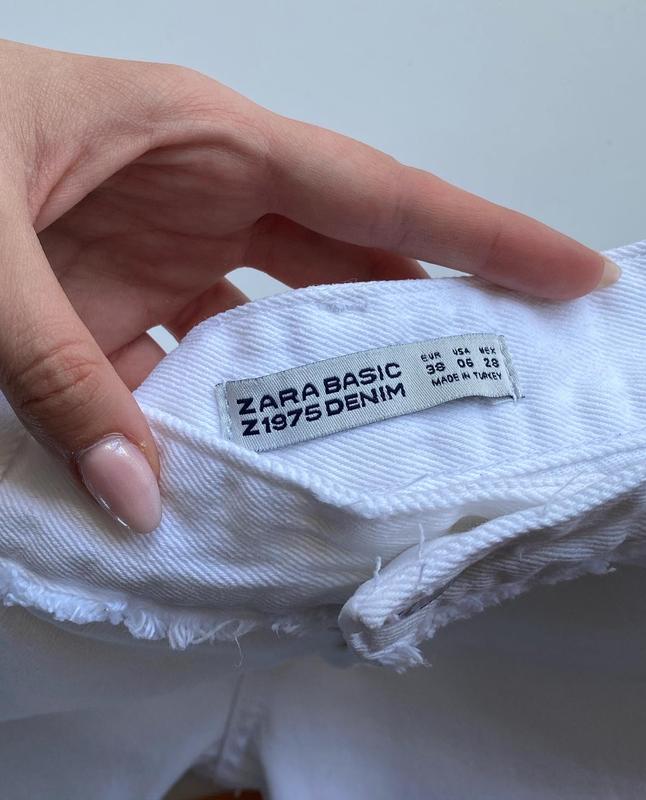 ZARA BASIC
Z1975 DENIM
EUR USA MEX
38 06 28
MADE IN TURKEY